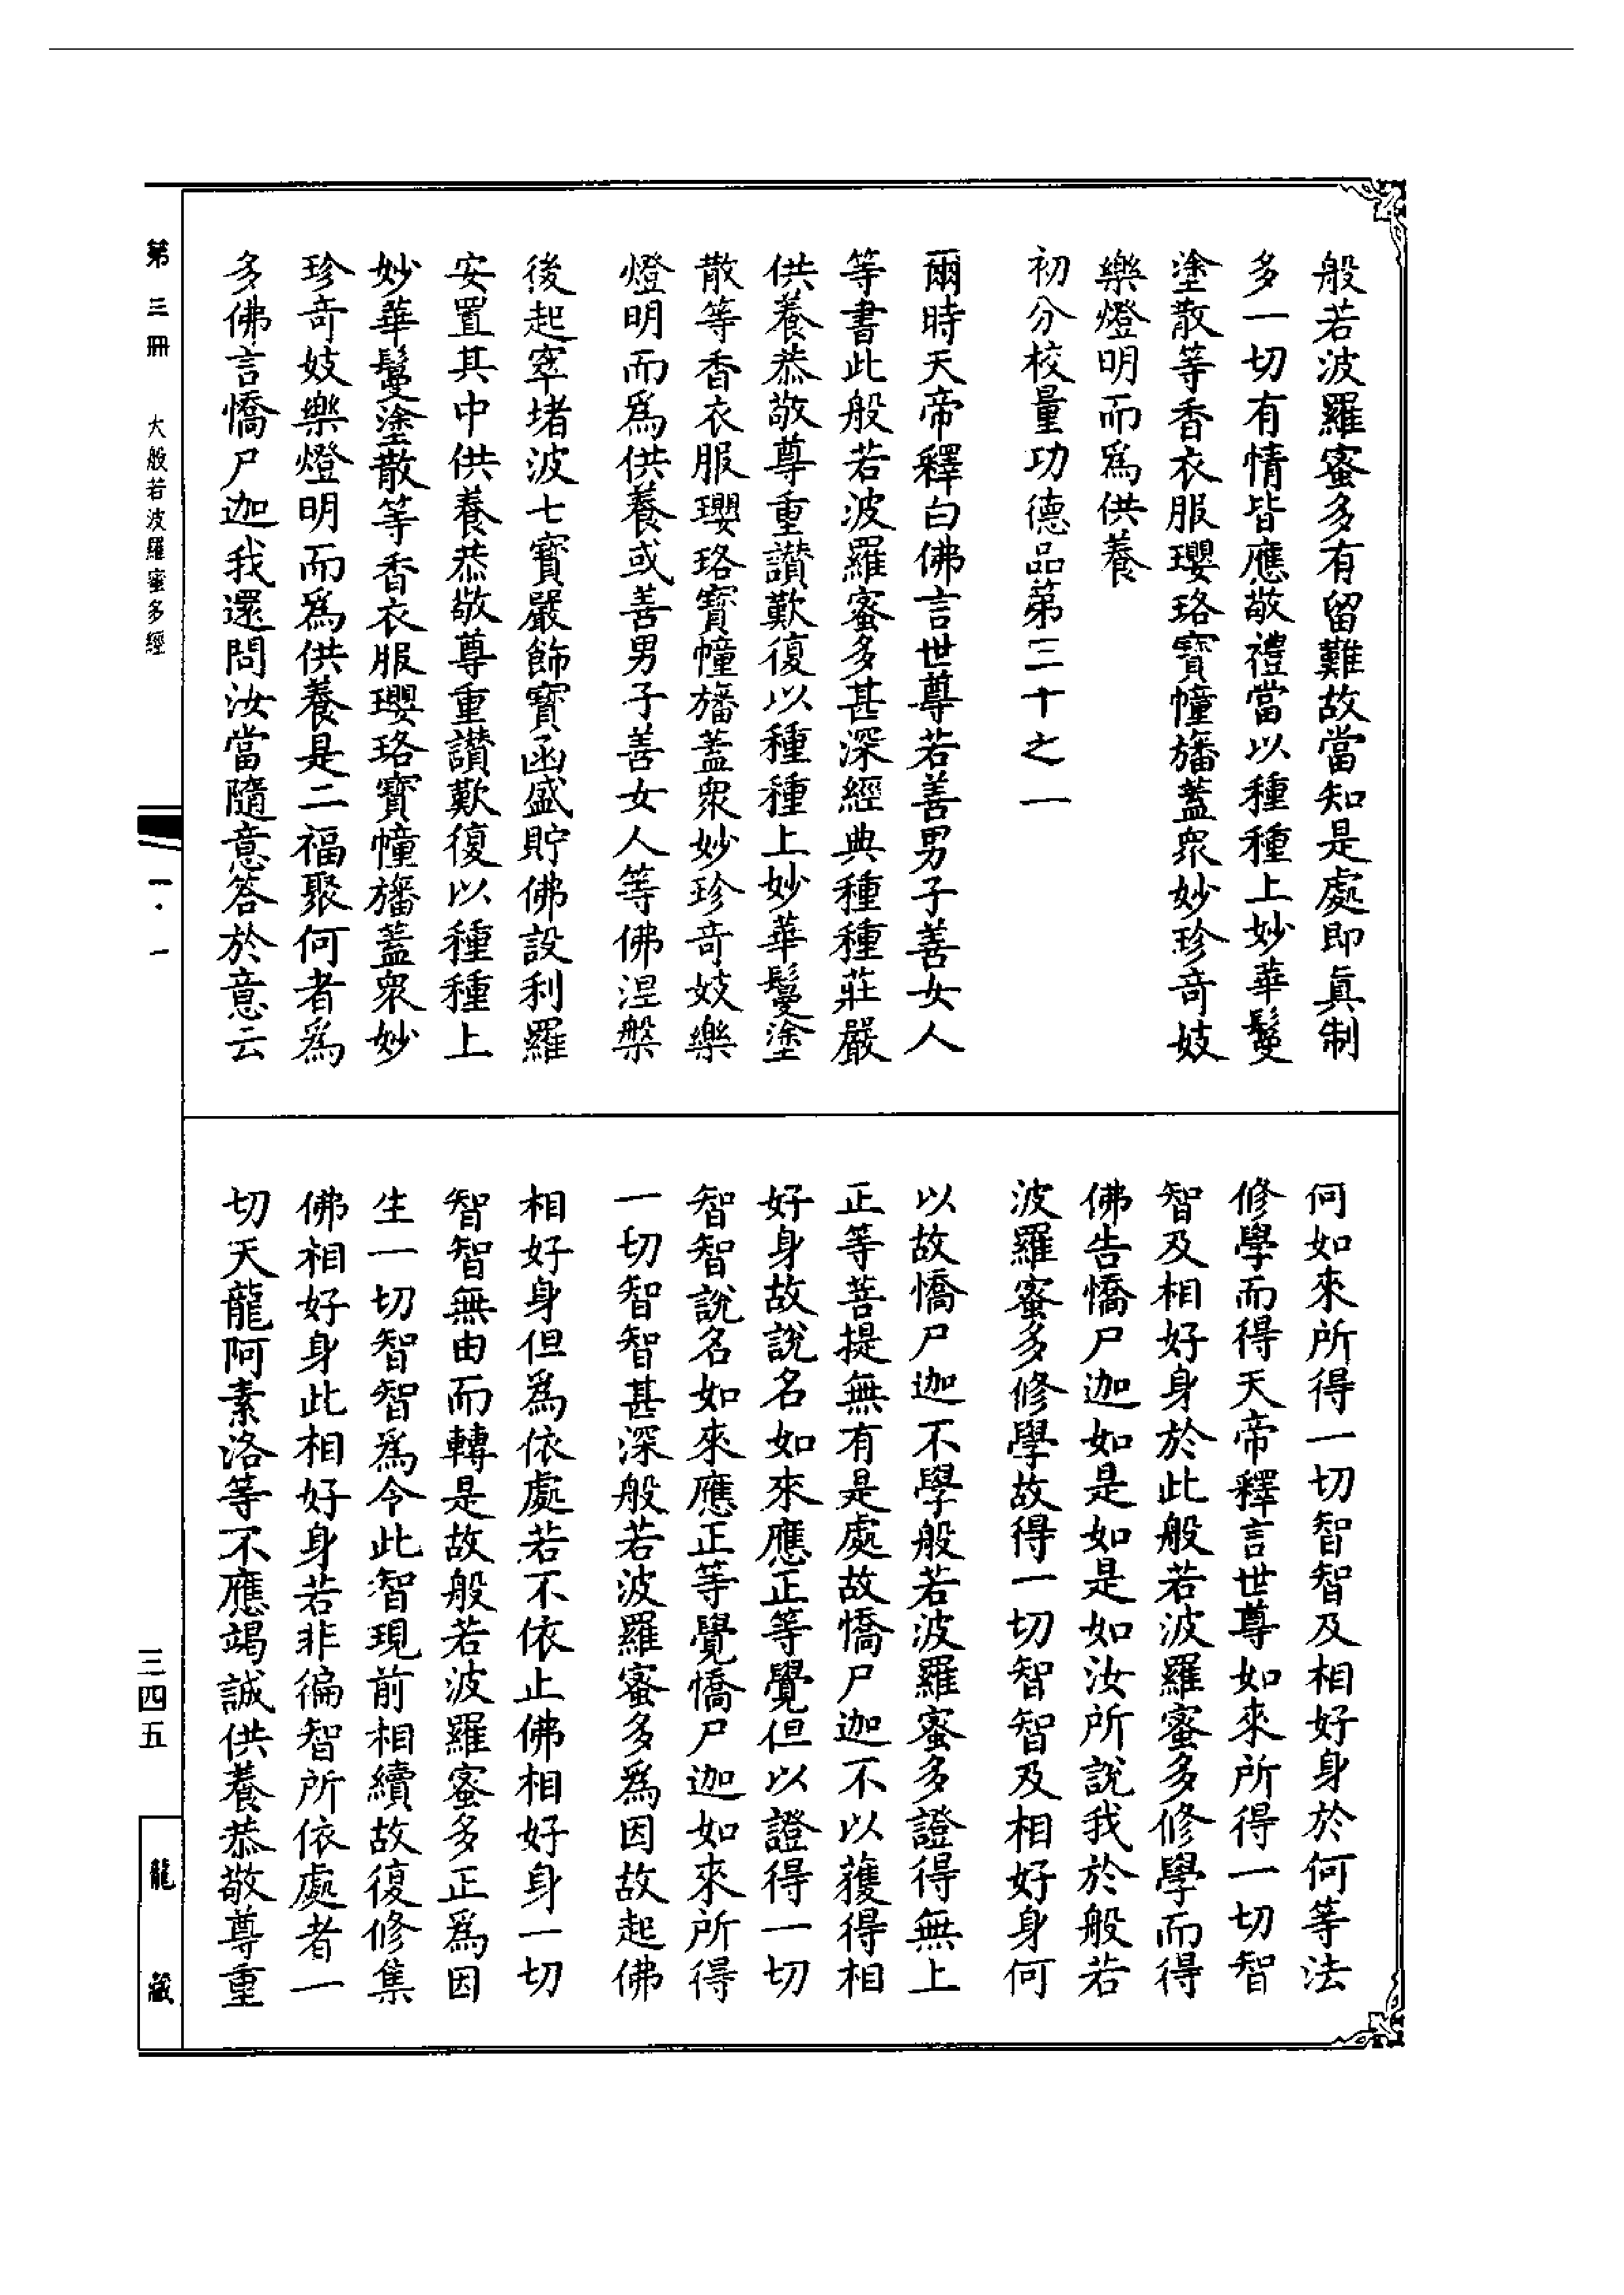 般若波羅蜜多有留難故當知是處即真制
多一切有情皆應敬禮當以種種上妙華鬘
塗散等香衣服瓔珞寶幢旛蓋衆妙珍奇妓
樂燈明而爲供養
初分校量功德品第三十之一
爾時天帝釋白佛言世尊若善男子善女人
等書此般若波羅蜜多甚深經典種種莊嚴
供養恭敬尊重讚歎復以種種上妙華鬘塗
散等香衣服瓔珞寶幢旛蓋衆妙珍奇妓樂
燈明而爲供養或善男子善女人等佛涅槃
後起窣堵波七寶嚴飾寶函盛貯佛設利羅
安置其中供養恭敬尊重讚歎復以種種上
妙華鬘塗散等香衣服瓔珞寶幢旛蓋衆妙
珍奇妓樂燈明而爲供養是二福聚何者爲
多佛言憍尸迦我還問汝當隨意答於意云
何如來所得一切智智及相好身於何等法
修學而得天帝釋言世尊如來所得一切智
智及相好身於此般若波羅蜜多修學而得
佛告憍尸迦如是如是如汝所說我於般若
波羅蜜多修學故得一切智智及相好身何
以故憍尸迦不學般若波羅蜜多證得無上
正等菩提無有是處故憍尸迦不以獲得相
好身故說名如來應正等覺但以證得一切
智智說名如來應正等覺憍尸迦如來所得
一切智智甚深般若波羅蜜多爲因故起佛
相好身但爲依處若不依止佛相好身一切
智智無由而轉是故般若波羅蜜多正爲因
生一切智智爲令此智現前相續故復修集
佛相好身此相好身若非徧智所依處者一
切天龍阿素洛等不應竭誠供養恭敬尊重
第三冊 大般若波羅蜜多經
一·一
三四五
龍藏